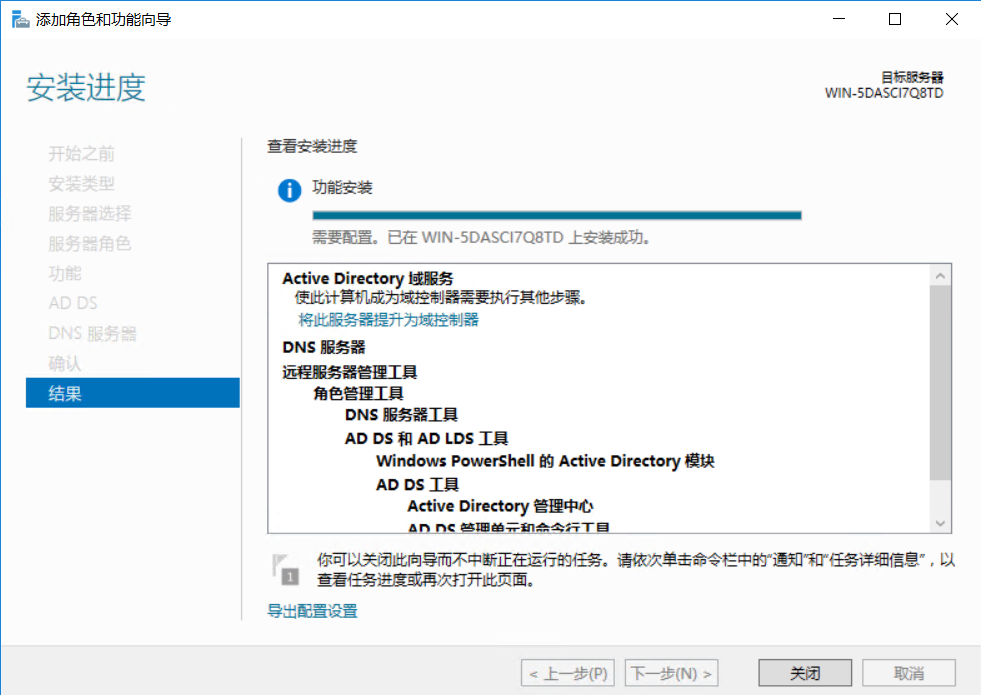 添加角色和功能向导
安装进度
目标服务器
WIN-5DASCI7Q8TD
开始之前
安装类型
服务器选择
服务器角色
功能
AD DS
DNS 服务器
确认
结果
查看安装进度
功能安装
需要配置。已在 WIN-5DASCI7Q8TD 上安装成功。
Active Directory 域服务
使此计算机成为域控制器需要执行其他步骤。
将此服务器提升为域控制器
DNS 服务器
远程服务器管理工具
角色管理工具
DNS 服务器工具
AD DS 和 AD LDS 工具
Windows PowerShell 的 Active Directory 模块
AD DS 工具
Active Directory 管理中心
AD DS 管理单元和命令行工具
1
你可以关闭此向导而不中断正在运行的任务。请依次单击命令栏中的“通知”和“任务详细信息”，以
查看任务进度或再次打开此页面。
导出配置设置
< 上一步(P)
下一步(N) >
关闭
取消